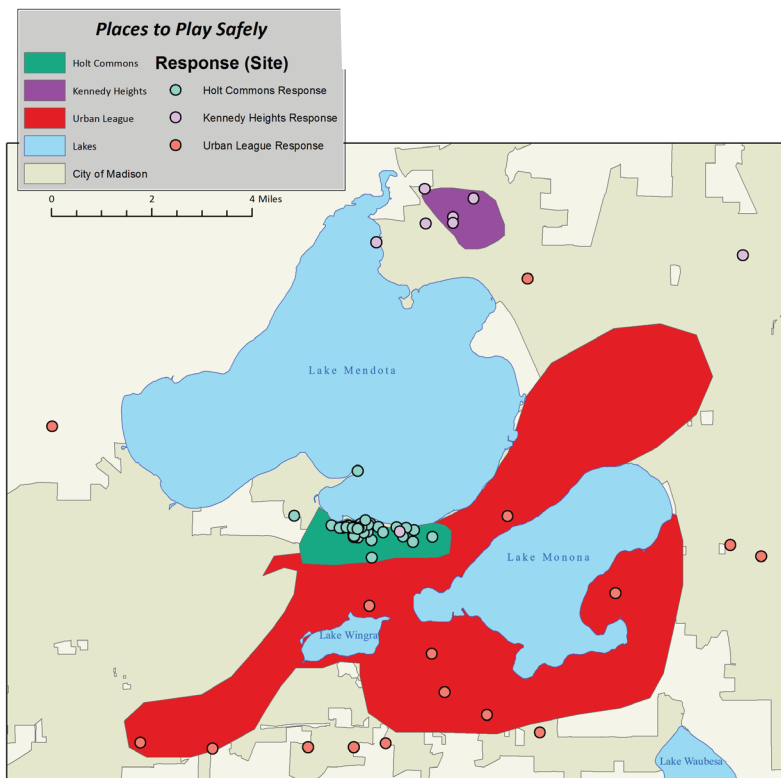 Places to Play Safely
Holt Commons
Kennedy Heights
Urban League
Lakes
City of Madison
Response (Site)
Holt Commons Response
Kennedy Heights Response
Urban League Response
0 2 4 Miles
Lake Mendota
Lake Monona
Lake Wingra
Lake Waubesa